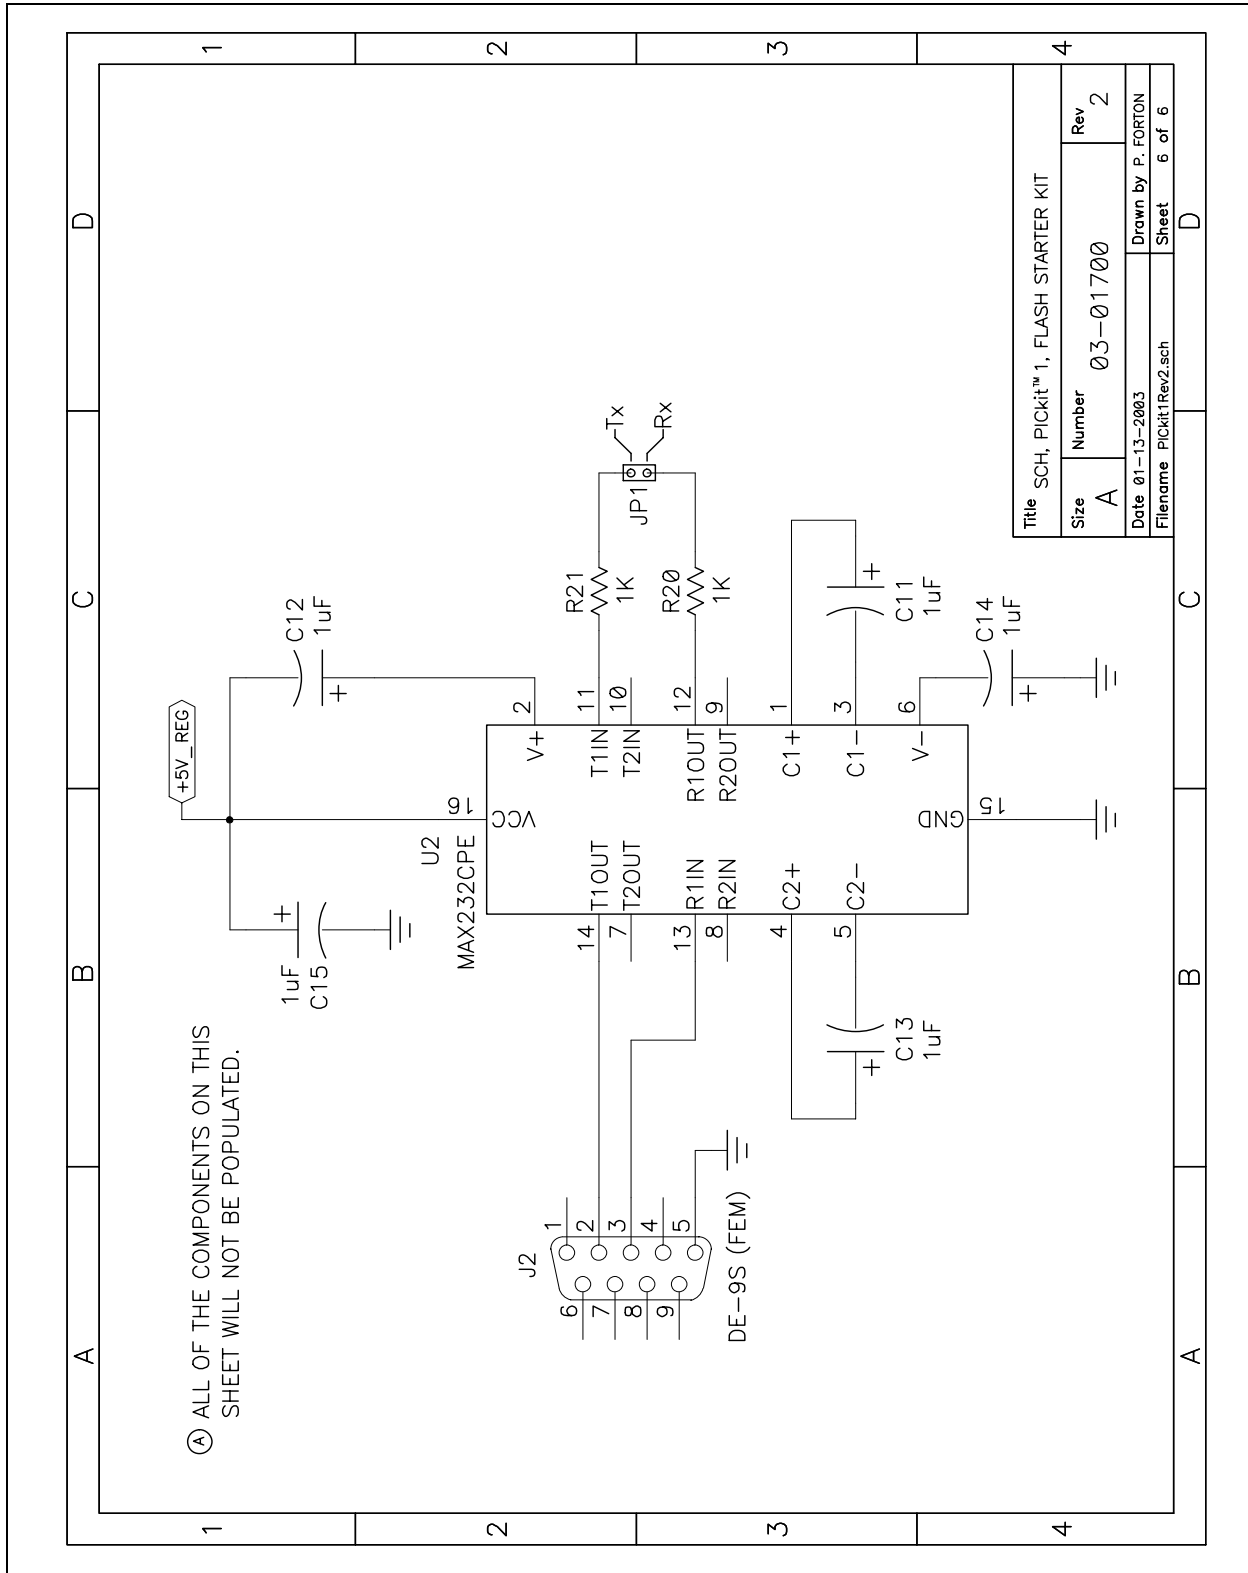 A
B
C
D
1
2
3
4
Ⓐ ALL OF THE COMPONENTS ON THIS
SHEET WILL NOT BE POPULATED.
+5V_REG
1uF
C15
C12
1uF
+
+
U2
MAX232CPE
16
VCC
V+
2
J2
1
2
3
4
5
6
7
8
9
DE-9S (FEM)
14
T1OUT
7
T2OUT
13
R1IN
8
R2IN
4
C2+
5
C2-
T1IN
11
T2IN
10
R1OUT
12
R2OUT
9
C1+
1
C1-
3
V-
6
GND
15
R21
1K
R20
1K
JP1
Tx
Rx
C13
1uF
+
C11
1uF
+
C14
1uF
+
Title
SCH, PICkit™ 1, FLASH STARTER KIT
Size
A
Number
03-01700
Rev
2
Date 01-13-2003
Drawn by P. FORTON
Filename PICkit1Rev2.sch
Sheet 6 of 6
1
2
3
4
A
B
C
D